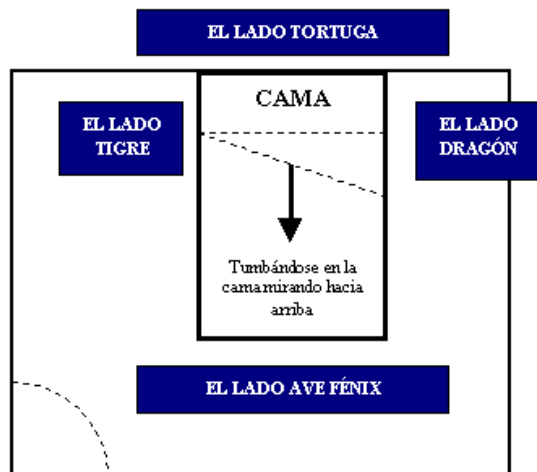 EL LADO TORTUGA
CAMA
EL LADO
TIGRE
EL LADO
DRAGÓN
Tumbándose en la
cama mirando hacia
arriba
EL LADO AVE FÉNIX